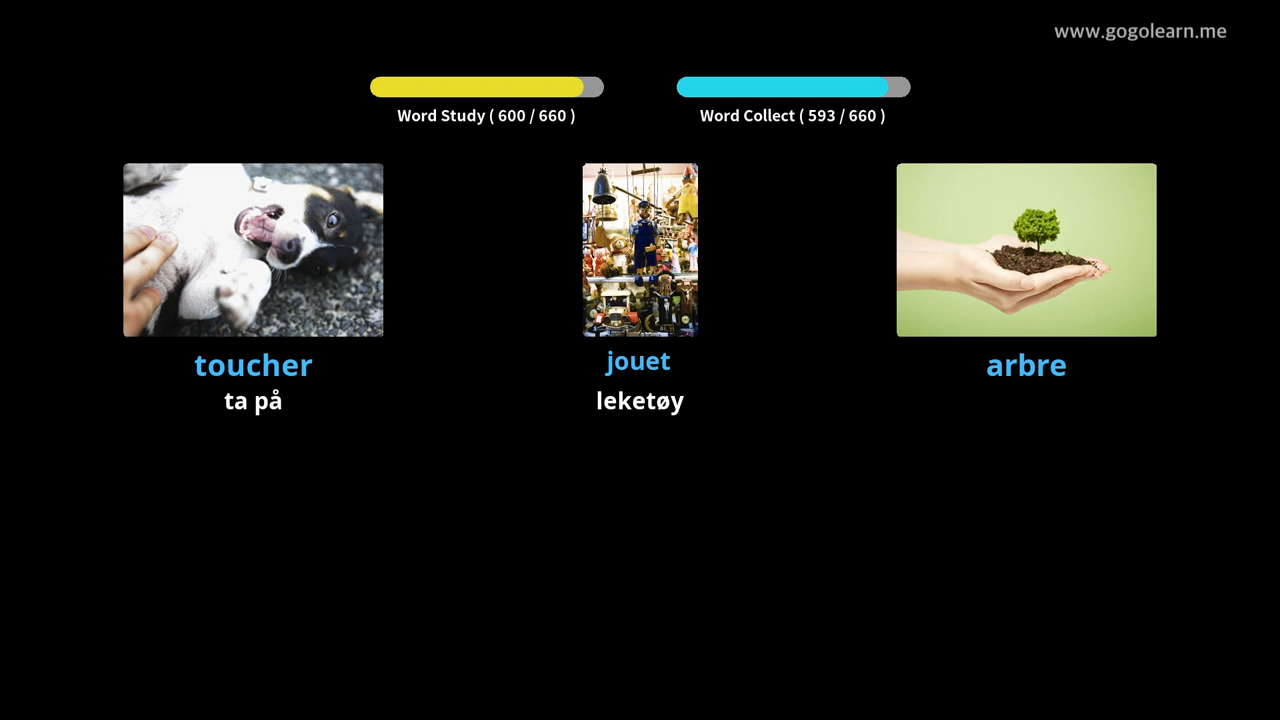 www.gogolearn.me
Word Study ( 600 / 660 )
Word Collect ( 593 / 660 )
toucher
ta på
jouet
leketøy
arbre